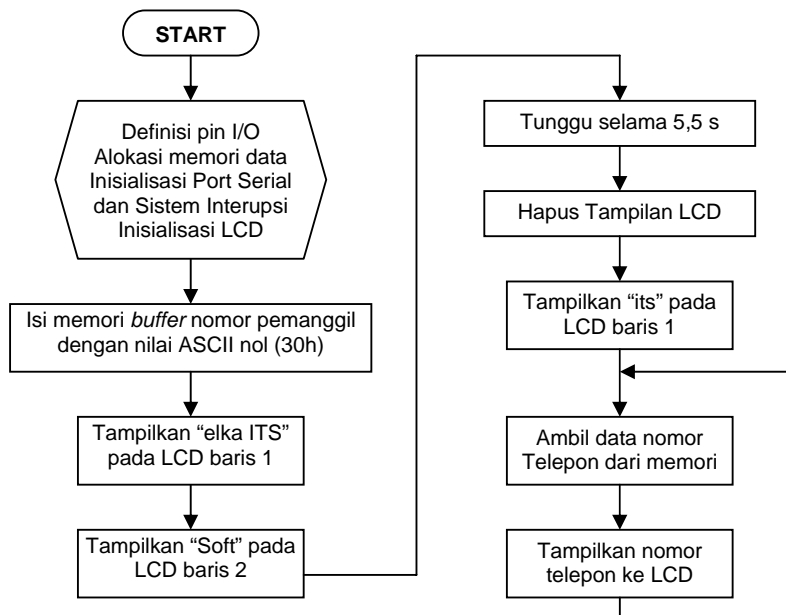 START
Definisi pin I/O
Alokasi memori data
Inisialisasi Port Serial
dan Sistem Interupsi
Inisialisasi LCD
Isi memori buffer nomor pemanggil
dengan nilai ASCII nol (30h)
Tampilkan “elka ITS”
pada LCD baris 1
Tampilkan “Soft” pada
LCD baris 2
Tunggu selama 5,5 s
Hapus Tampilan LCD
Tampilkan “its” pada
LCD baris 1
Ambil data nomor
Telepon dari memori
Tampilkan nomor
telepon ke LCD